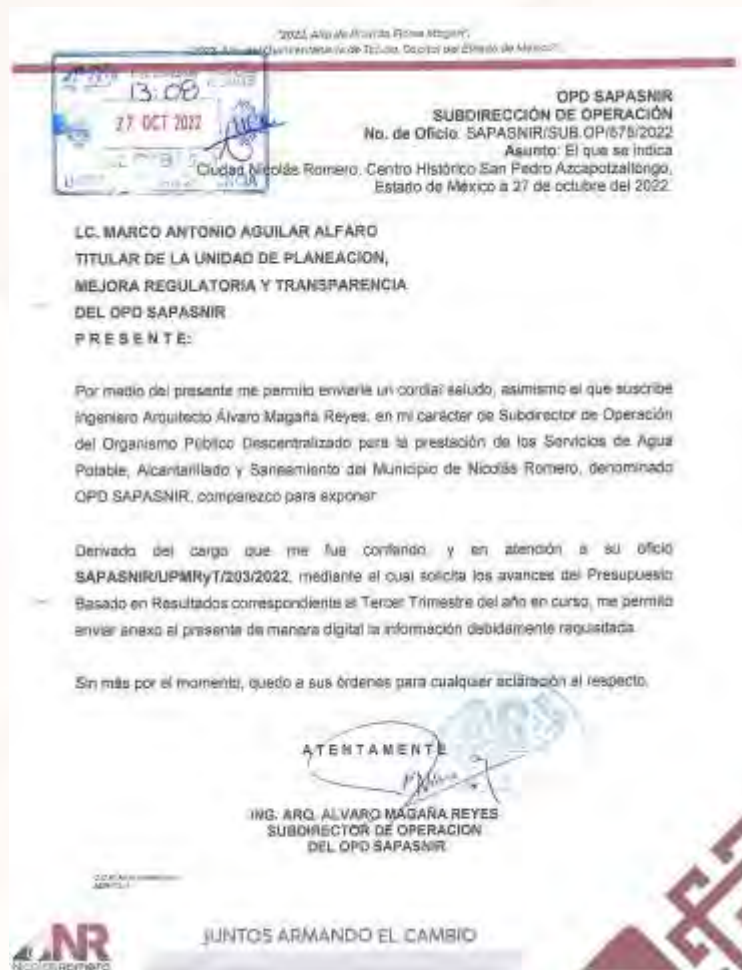 "2022, Año de Ricardo Flores Magón".
13:08
27 OCT 2022
OPD SAPASNIR
SUBDIRECCIÓN DE OPERACIÓN
No. de Oficio: SAPASNIR/SUB.OP/678/2022
Asunto: El que se indica
Ciudad Nicolás Romero, Centro Histórico San Pedro Azcapotzaltongo,
Estado de México a 27 de octubre del 2022.
LC. MARCO ANTONIO AGUILAR ALFARO
TITULAR DE LA UNIDAD DE PLANEACION,
MEJORA REGULATORIA Y TRANSPARENCIA
DEL OPD SAPASNIR
P R E S E N T E:
Por medio del presente me permito enviarle un cordial saludo, asimismo el que suscribe
Ingeniero Arquitecto Álvaro Magaña Reyes, en mi carácter de Subdirector de Operación
del Organismo Público Descentralizado para la prestación de los Servicios de Agua
Potable, Alcantarillado y Saneamiento del Municipio de Nicolás Romero, denominado
OPD SAPASNIR, comparezco para exponer
Derivado del cargo que me fue conferido y en atención a su oficio
SAPASNIR/UPMRyT/203/2022, mediante el cual solicita los avances del Presupuesto
Basado en Resultados correspondiente al Tercer Trimestre del año en curso, me permito
enviar anexo al presente de manera digital la información debidamente requisitada.
Sin más por el momento, quedo a sus órdenes para cualquier aclaración al respecto.
A T E N T A M E N T E
ING. ARQ. ALVARO MAGAÑA REYES
SUBDIRECTOR DE OPERACION
DEL OPD SAPASNIR
JUNTOS ARMANDO EL CAMBIO
NR